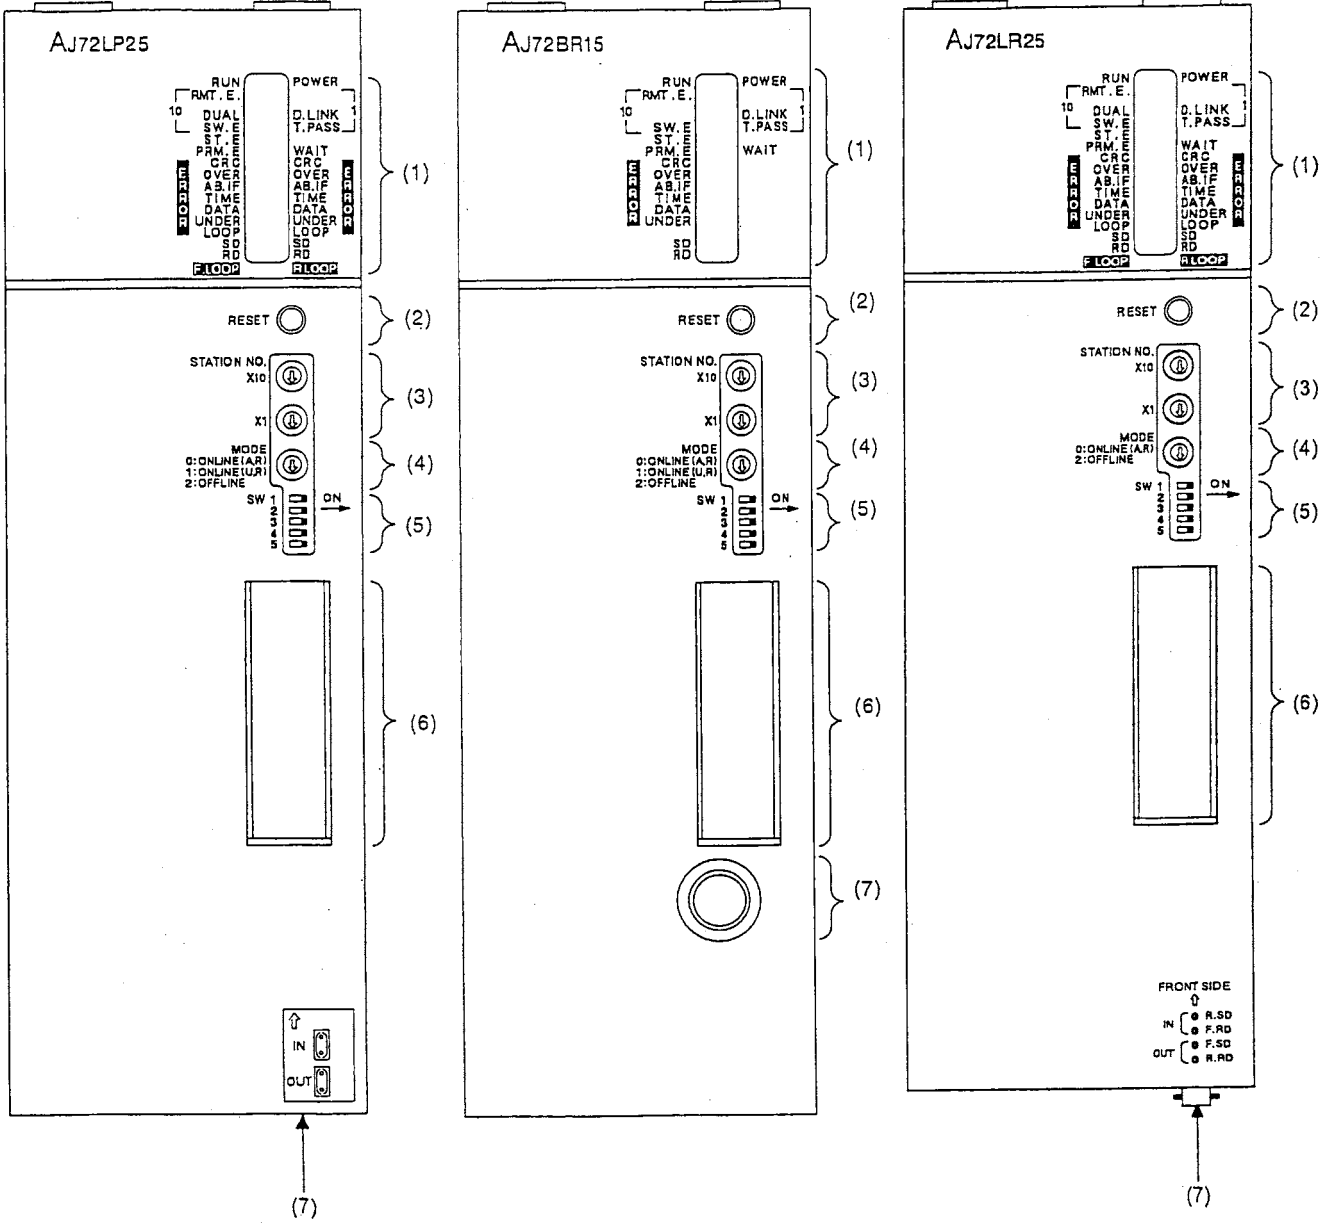 AJ72LP25
RUN POWER
RMT.E.
10 1
DUAL D.LINK
SW.E T.PASS
ST.E
PRM.E WAIT
CRC CRC
OVER OVER
AB.IF AB.IF
TIME TIME
DATA DATA
UNDER UNDER
LOOP LOOP
SD SD
RD RD
F.LOOP R.LOOP
ERROR ERROR
(1)
RESET
(2)
STATION NO.
X10
X1
(3)
MODE
0:ONLINE(A,R)
1:ONLINE(U,R)
2:OFFLINE
(4)
SW 1 ON
2
3
4
5
(5)
(6)
IN
OUT
(7)
AJ72BR15
RUN POWER
RMT.E.
10 1
D.LINK
SW.E T.PASS
ST.E
PRM.E WAIT
CRC
OVER
AB.IF
TIME
DATA
UNDER
SD
RD
ERROR
(1)
RESET
(2)
STATION NO.
X10
X1
(3)
MODE
0:ONLINE(A,R)
1:ONLINE(U,R)
2:OFFLINE
(4)
SW 1 ON
2
3
4
5
(5)
(6)
(7)
AJ72LR25
RUN POWER
RMT.E.
10 1
DUAL D.LINK
SW.E T.PASS
ST.E
PRM.E WAIT
CRC CRC
OVER OVER
AB.IF AB.IF
TIME TIME
DATA DATA
UNDER UNDER
LOOP LOOP
SD SD
RD RD
F.LOOP R.LOOP
ERROR ERROR
(1)
RESET
(2)
STATION NO.
X10
X1
(3)
MODE
0:ONLINE(A,R)
2:OFFLINE
(4)
SW 1 ON
2
3
4
5
(5)
(6)
FRONT SIDE
IN R.SD
F.RD
OUT F.SD
R.RD
(7)